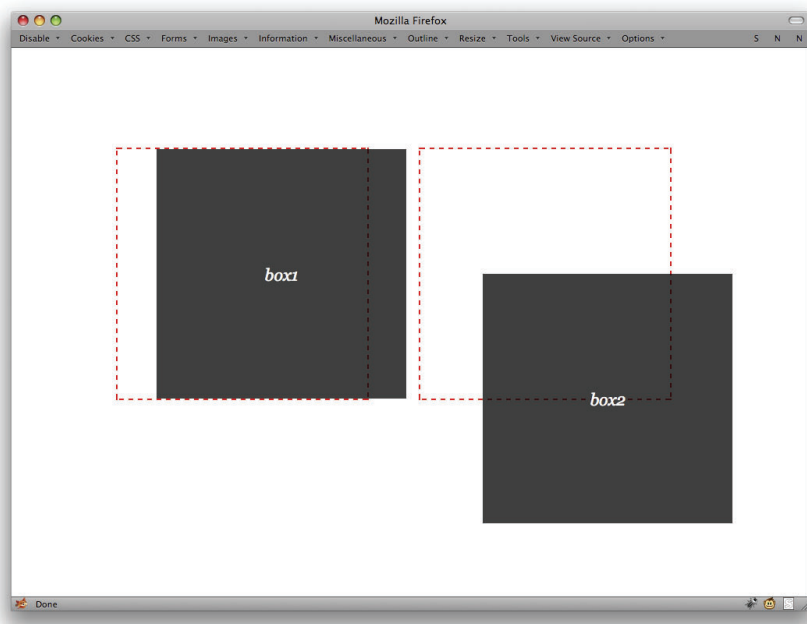 Mozilla Firefox
Disable Cookies CSS Forms Images Information Miscellaneous Outline Resize Tools View Source Options S N N
box1
box2
Done